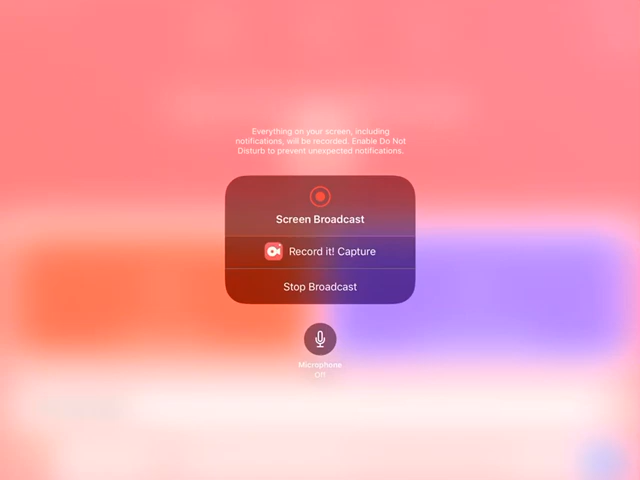 Everything on your screen, including
notifications, will be recorded. Enable Do Not
Disturb to prevent unexpected notifications.
Screen Broadcast
Record it! Capture
Stop Broadcast
Microphone
Off